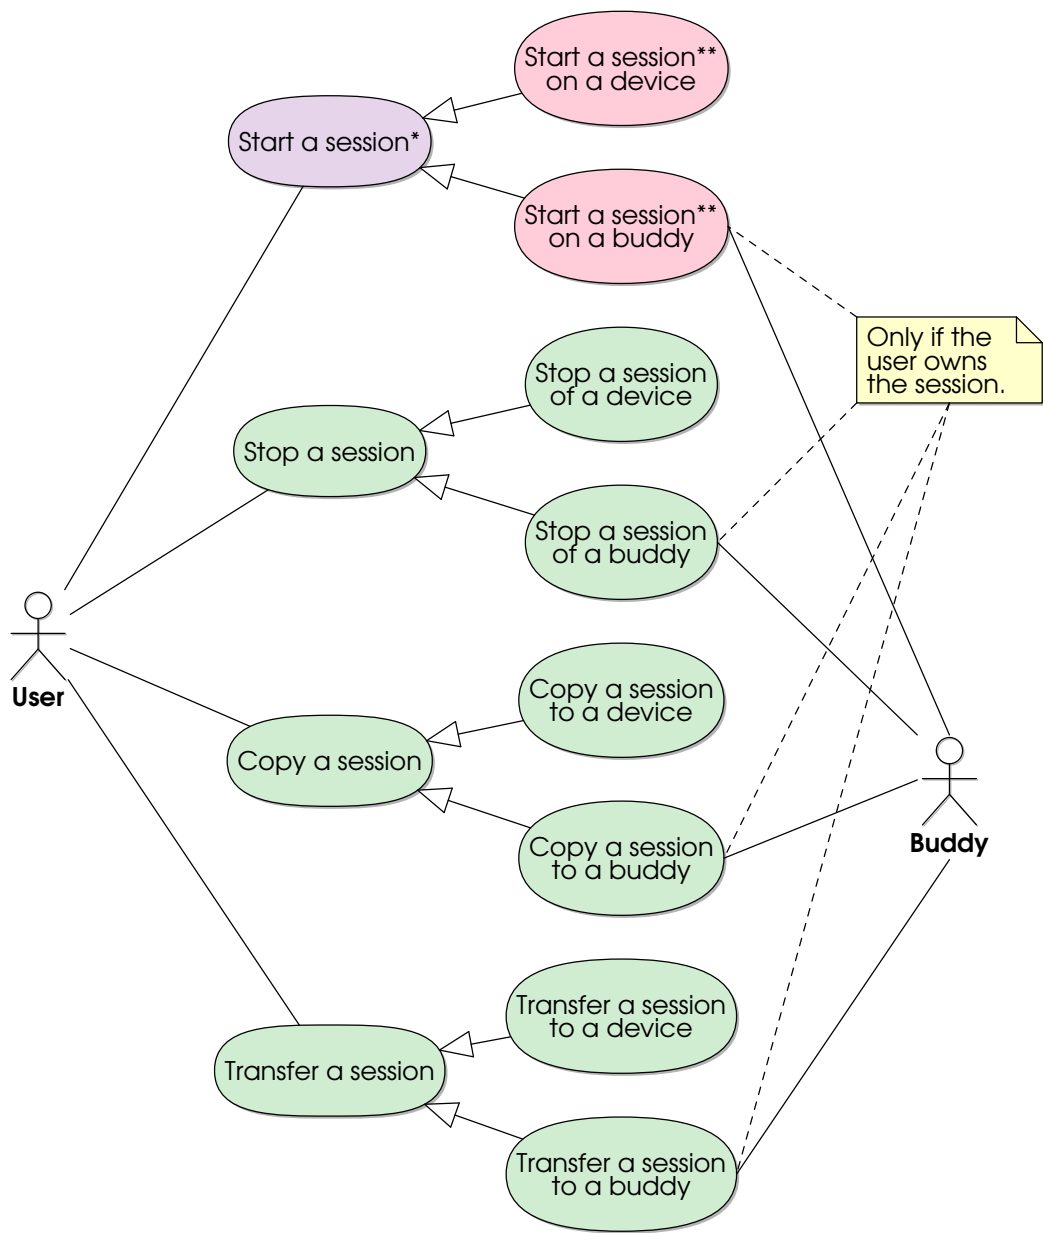 Start a session**
on a device
Start a session*
Start a session**
on a buddy
Only if the
user owns
the session.
Stop a session
of a device
Stop a session
Stop a session
of a buddy
User
Copy a session
to a device
Copy a session
Buddy
Copy a session
to a buddy
Transfer a session
to a device
Transfer a session
Transfer a session
to a buddy